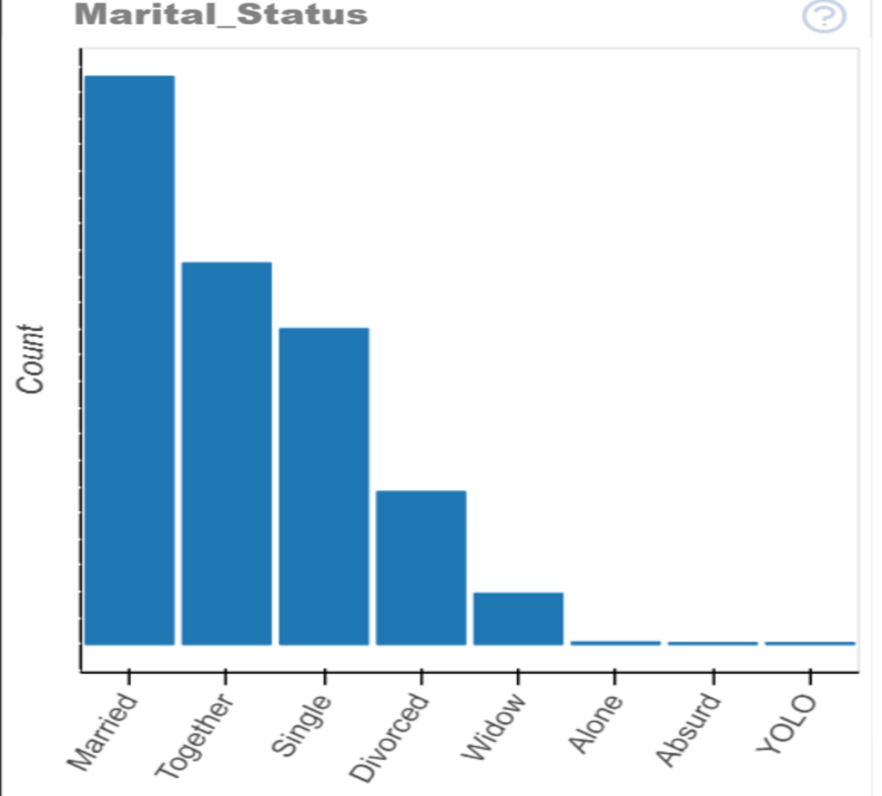 Marital_Status
?
Count
Married
Together
Single
Divorced
Widow
Alone
Absurd
YOLO